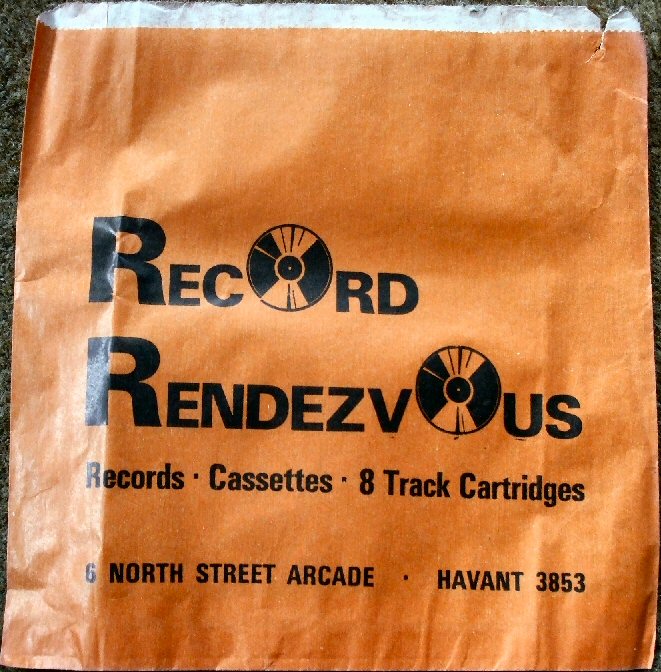 RECORD
RENDEZVOUS
Records · Cassettes · 8 Track Cartridges
6 NORTH STREET ARCADE · HAVANT 3853